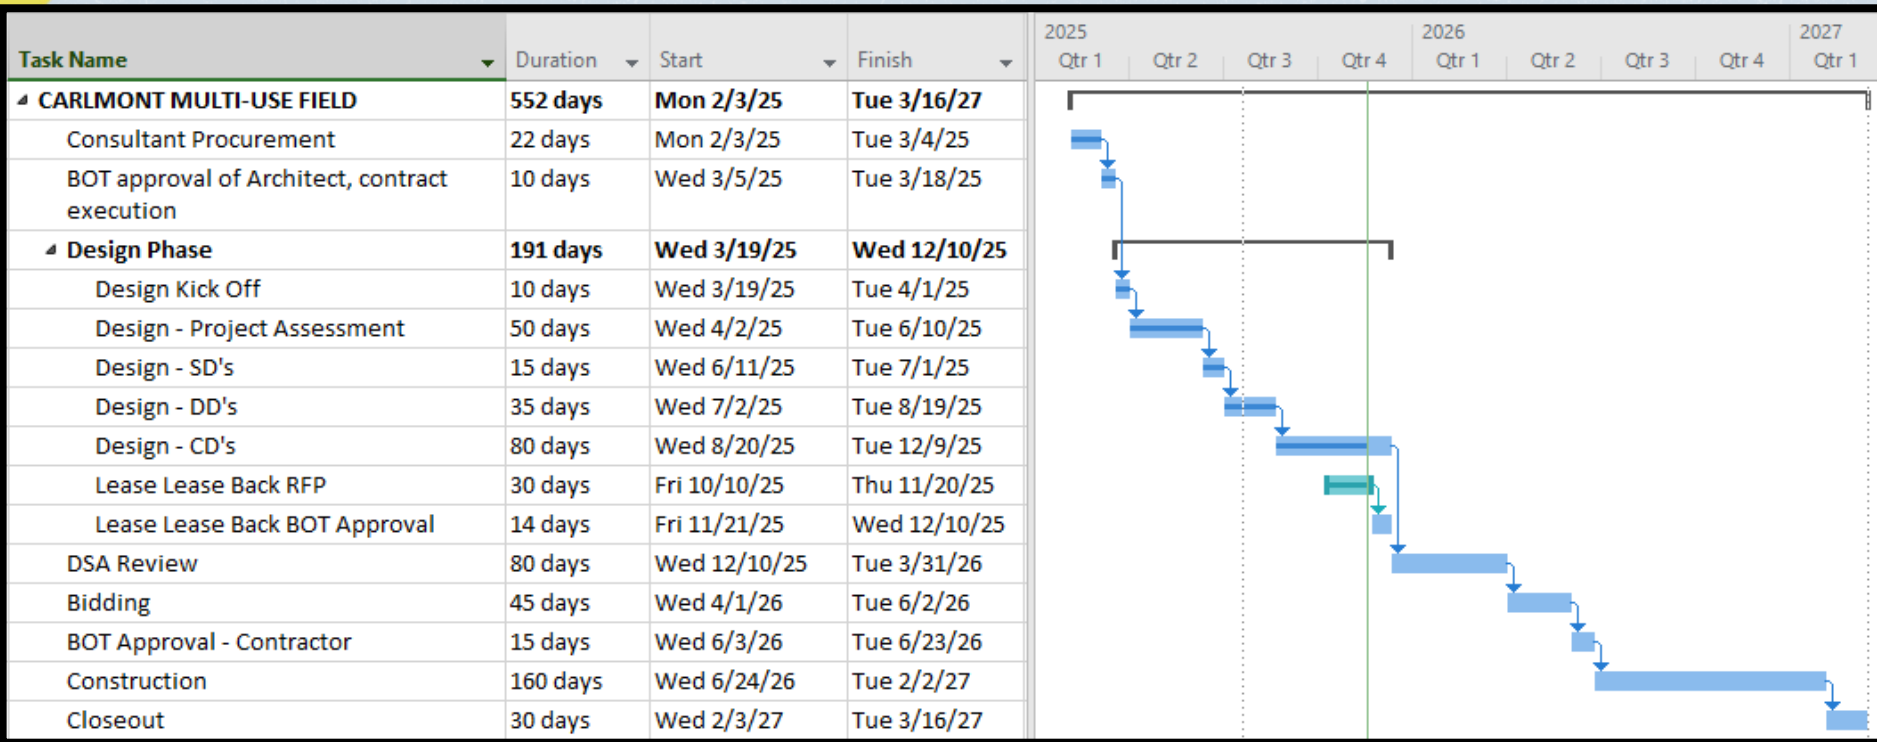 2025 2026 2027
Task Name Duration Start Finish Qtr 1 Qtr 2 Qtr 3 Qtr 4 Qtr 1 Qtr 2 Qtr 3 Qtr 4 Qtr 1
CARLMONT MULTI-USE FIELD 552 days Mon 2/3/25 Tue 3/16/27
Consultant Procurement 22 days Mon 2/3/25 Tue 3/4/25
BOT approval of Architect, contract 10 days Wed 3/5/25 Tue 3/18/25
execution
Design Phase 191 days Wed 3/19/25 Wed 12/10/25
Design Kick Off 10 days Wed 3/19/25 Tue 4/1/25
Design - Project Assessment 50 days Wed 4/2/25 Tue 6/10/25
Design - SD's 15 days Wed 6/11/25 Tue 7/1/25
Design - DD's 35 days Wed 7/2/25 Tue 8/19/25
Design - CD's 80 days Wed 8/20/25 Tue 12/9/25
Lease Lease Back RFP 30 days Fri 10/10/25 Thu 11/20/25
Lease Lease Back BOT Approval 14 days Fri 11/21/25 Wed 12/10/25
DSA Review 80 days Wed 12/10/25 Tue 3/31/26
Bidding 45 days Wed 4/1/26 Tue 6/2/26
BOT Approval - Contractor 15 days Wed 6/3/26 Tue 6/23/26
Construction 160 days Wed 6/24/26 Tue 2/2/27
Closeout 30 days Wed 2/3/27 Tue 3/16/27